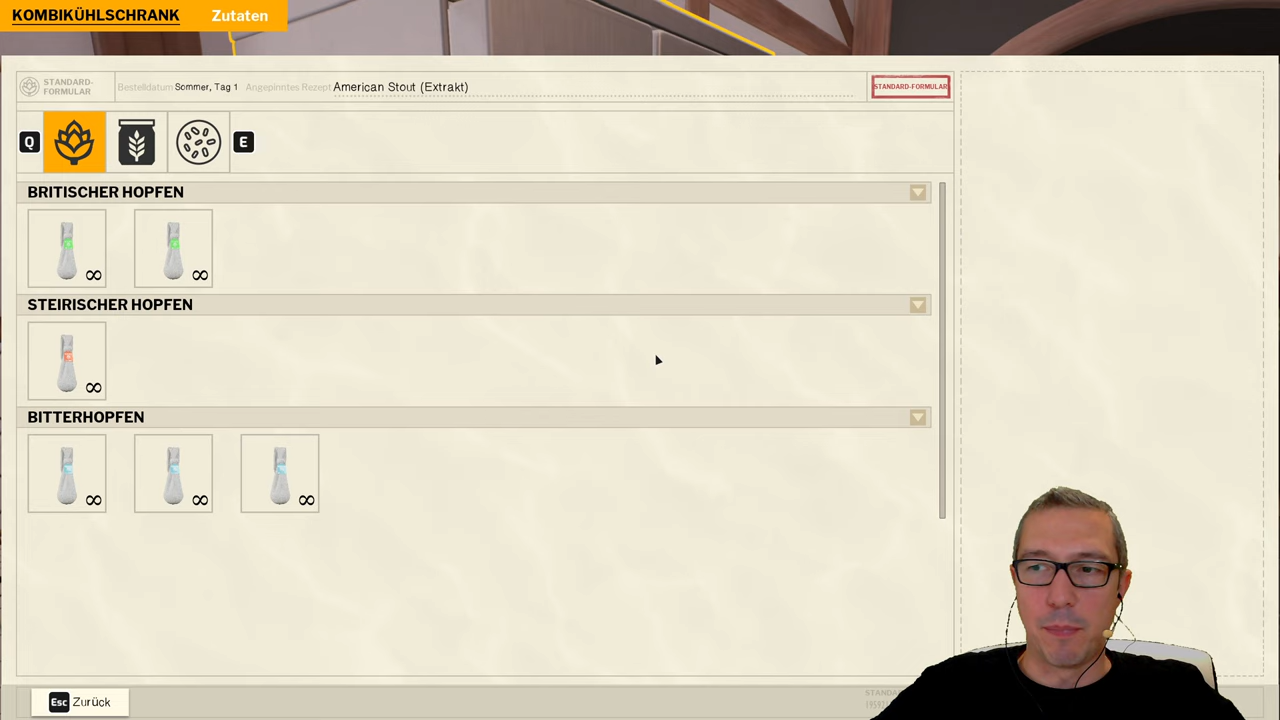 KOMBIKÜHLSCHRANK Zutaten
STANDARD-
FORMULAR
Bestelldatum Sommer, Tag 1 Angepinntes Rezept American Stout (Extrakt)
STANDARD-FORMULAR
Q E
BRITISCHER HOPFEN
∞ ∞
STEIRISCHER HOPFEN
∞
BITTERHOPFEN
∞ ∞ ∞
Esc Zurück